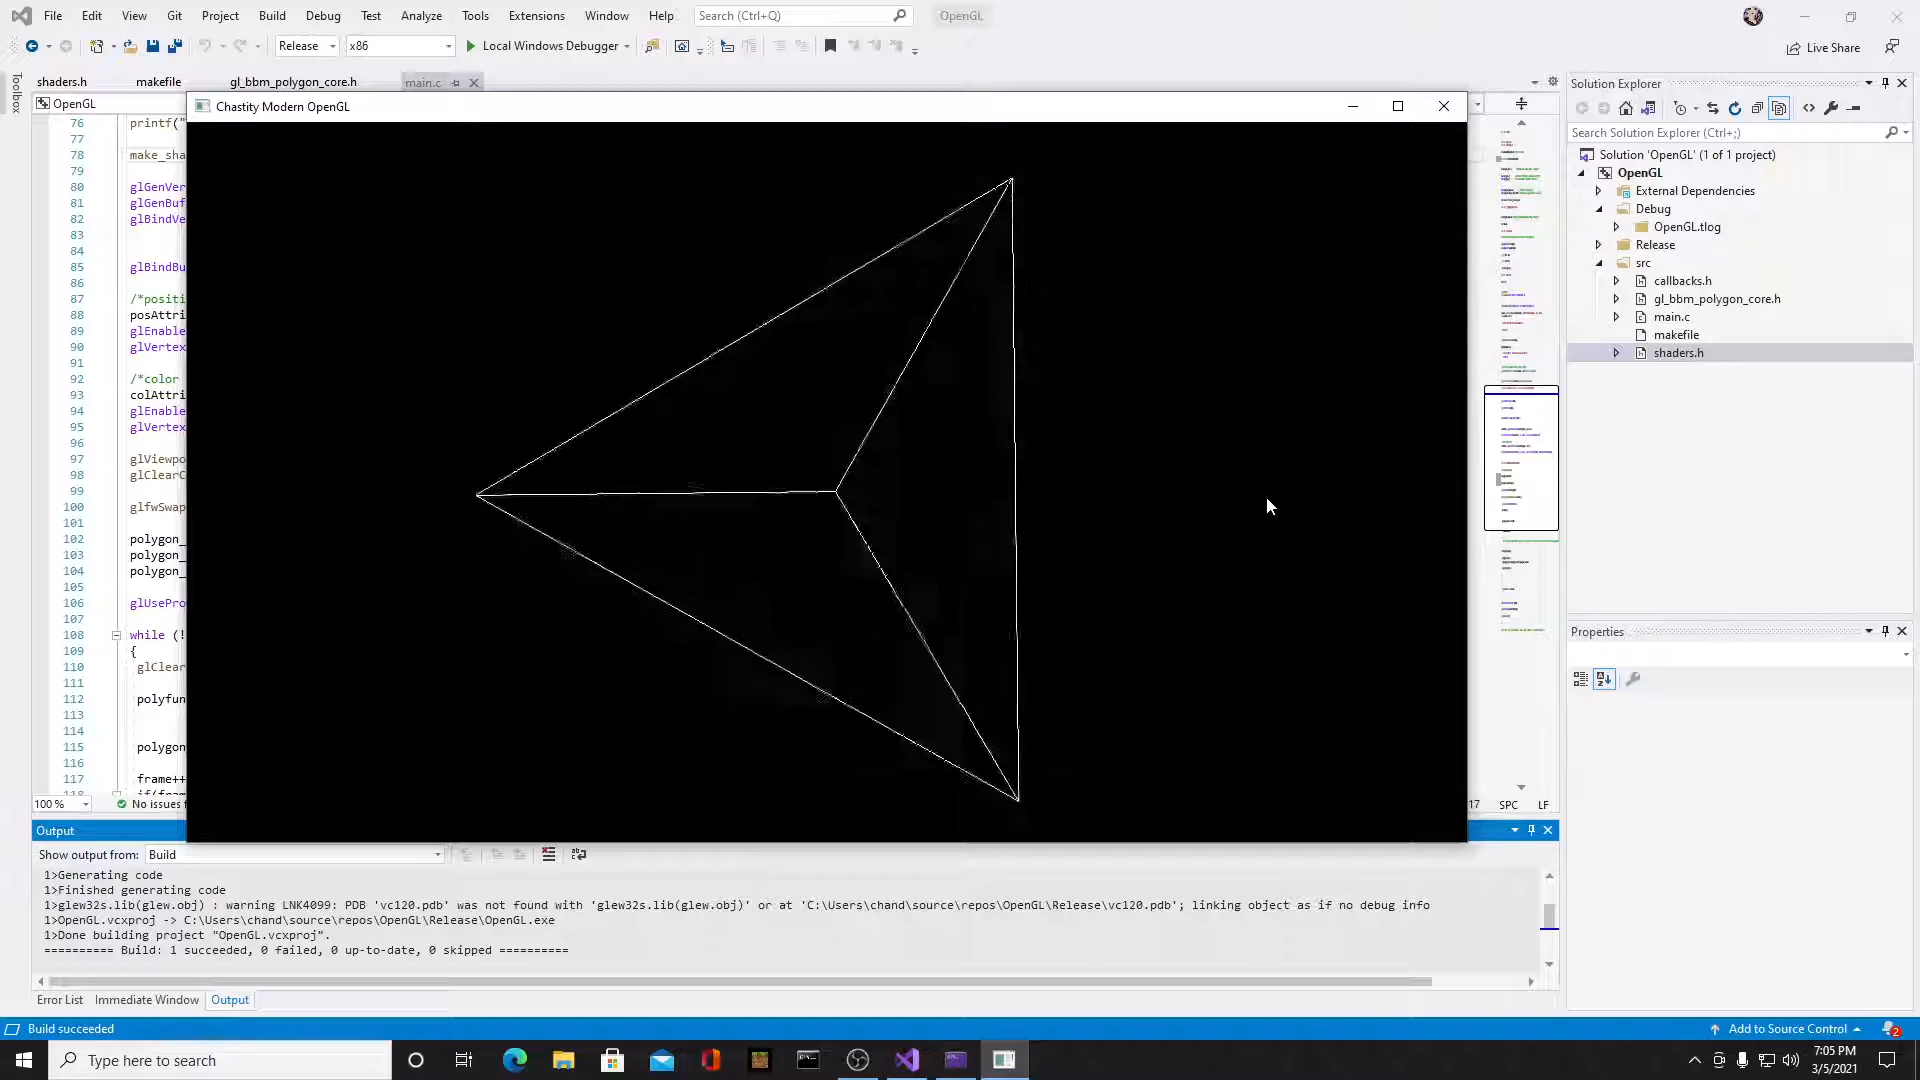 File Edit View Git Project Build Debug Test Analyze Tools Extensions Window Help Search (Ctrl+Q) OpenGL
Release x86 Local Windows Debugger Live Share
Toolbox
shaders.h makefile gl_bbm_polygon_core.h main.c
OpenGL
Chastity Modern OpenGL
76 printf("
77
78 make_sha
79
80 glGenVer
81 glGenBuf
82 glBindVe
83
84
85 glBindBu
86
87 /*positi
88 posAttri
89 glEnable
90 glVertex
91
92 /*color
93 colAttri
94 glEnable
95 glVertex
96
97 glViewpo
98 glClearC
99
100 glfwSwap
101
102 polygon_
103 polygon_
104 polygon_
105
106 glUsePro
107
108 while (!
109 {
110 glClear
111
112 polyfun
113
114
115 polygon
116
117 frame++
118 if(fram
100 % No issues f 17 SPC LF
Solution Explorer
Search Solution Explorer (Ctrl+;)
Solution 'OpenGL' (1 of 1 project)
OpenGL
External Dependencies
Debug
OpenGL.tlog
Release
src
callbacks.h
gl_bbm_polygon_core.h
main.c
makefile
shaders.h
Properties
Output
Show output from: Build
1>Generating code
1>Finished generating code
1>glew32s.lib(glew.obj) : warning LNK4099: PDB 'vc120.pdb' was not found with 'glew32s.lib(glew.obj)' or at 'C:\Users\chand\source\repos\OpenGL\Release\vc120.pdb'; linking object as if no debug info
1>OpenGL.vcxproj -> C:\Users\chand\source\repos\OpenGL\Release\OpenGL.exe
1>Done building project "OpenGL.vcxproj".
========== Build: 1 succeeded, 0 failed, 0 up-to-date, 0 skipped ==========
Error List Immediate Window Output
Build succeeded Add to Source Control 2
Type here to search 7:05 PM
3/5/2021